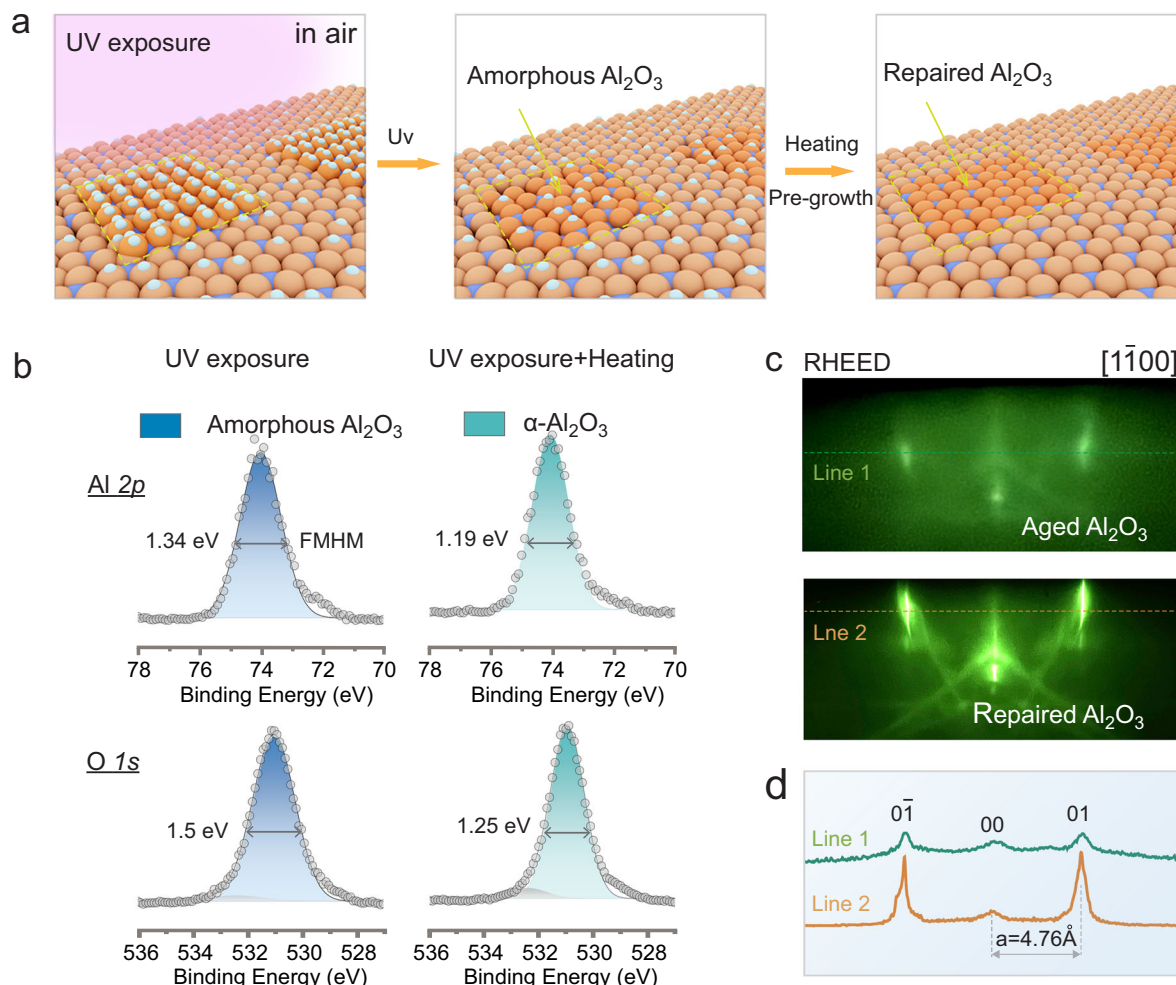 a
UV exposure
in air
Uv
Amorphous Al₂O₃
Heating
Pre-growth
Repaired Al₂O₃
b
UV exposure
UV exposure+Heating
Amorphous Al₂O₃
α-Al₂O₃
Al 2p
1.34 eV
FMHM
1.19 eV
78 76 74 72 70
Binding Energy (eV)
78 76 74 72 70
Binding Energy (eV)
O 1s
1.5 eV
1.25 eV
536 534 532 530 528
Binding Energy (eV)
536 534 532 530 528
Binding Energy (eV)
c
RHEED
[11̄00]
Line 1
Aged Al₂O₃
Lne 2
Repaired Al₂O₃
d
01̄
00
01
Line 1
Line 2
a=4.76Å